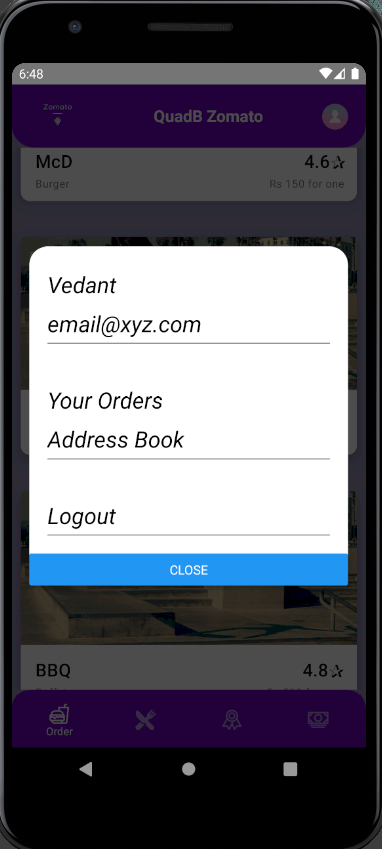 6:48
Zomato
QuadB Zomato
McD 4.6
Burger Rs 150 for one
Vedant
email@xyz.com
Your Orders
Address Book
Logout
CLOSE
BBQ 4.8
Order